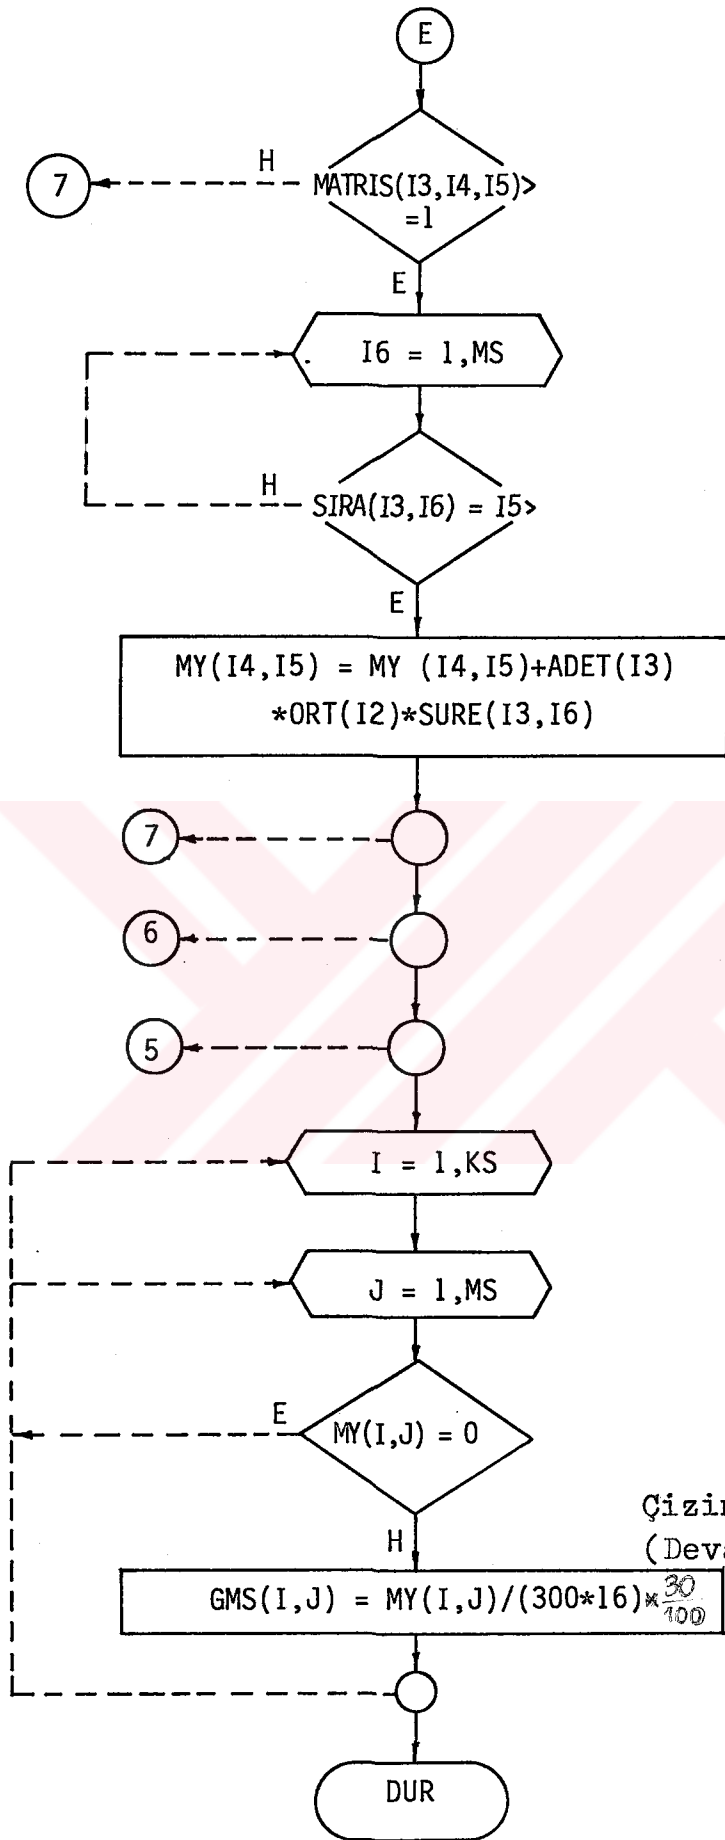 E
H
7
MATRIS(I3,I4,I5)>
=1
E
I6 = 1,MS
H
SIRA(I3,I6) = I5>
E
MY(I4,I5) = MY (I4,I5)+ADET(I3)
*ORT(I2)*SURE(I3,I6)
7
6
5
I = 1,KS
J = 1,MS
E
MY(I,J) = 0
Çizin
(Deva
H
GMS(I,J) = MY(I,J)/(300*16)*30/100
DUR